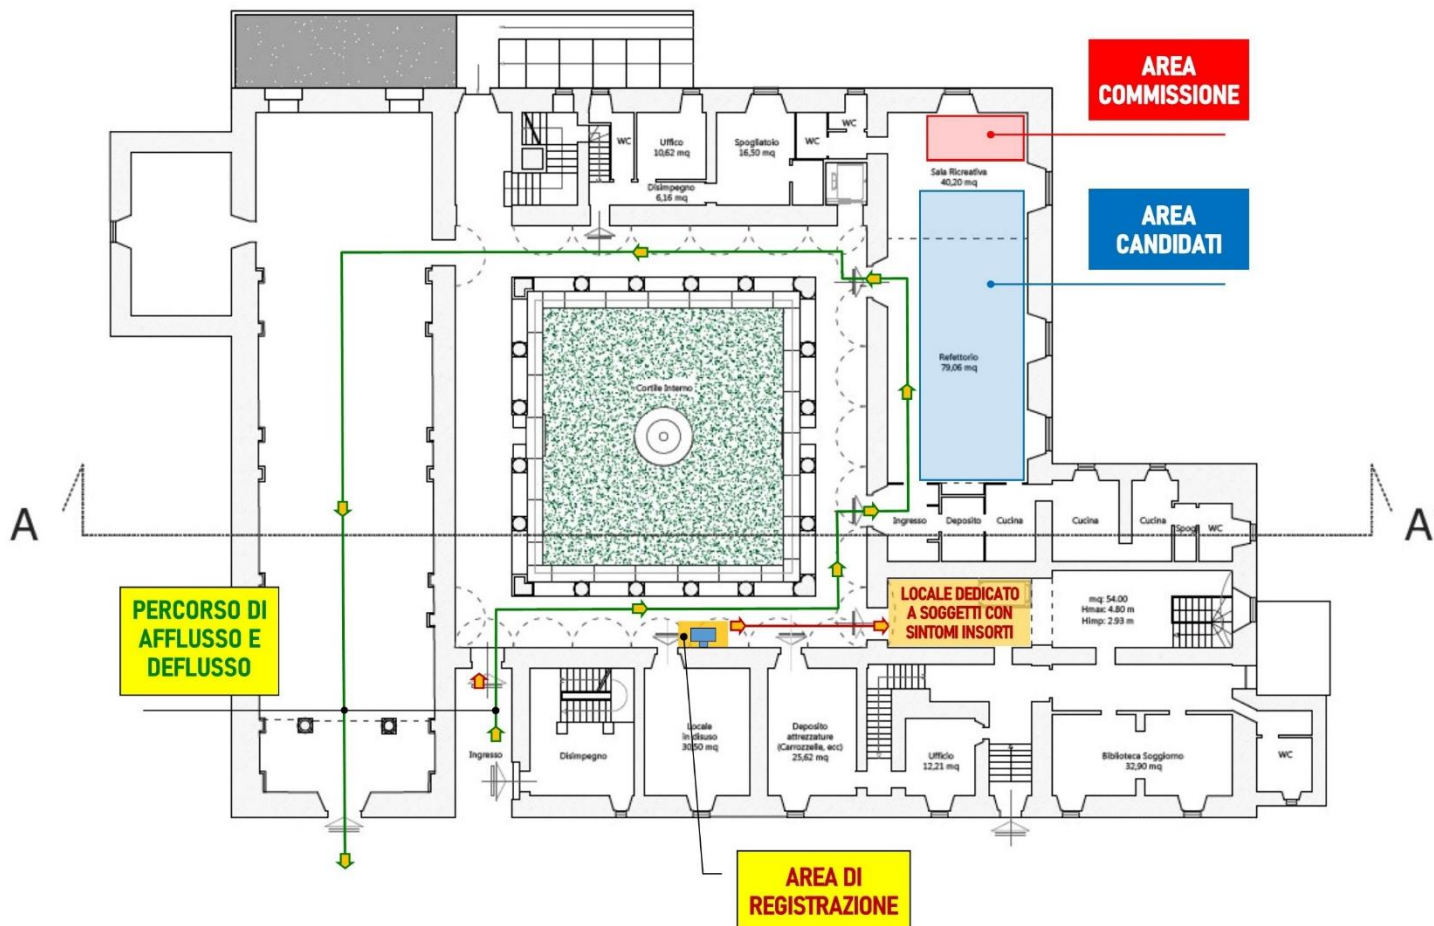 AREA
COMMISSIONE
WC
WC
Uffico
10,62 mq
Spogliatoio
16,50 mq
WC
Sala Ricreativa
40,20 mq
Disimpegno
6,16 mq
AREA
CANDIDATI
Refettorio
79,06 mq
Cortile Interno
A
A
Ingresso
Deposito
Cucina
Cucina
Cucina
Spog
WC
PERCORSO DI
AFFLUSSO E
DEFLUSSO
LOCALE DEDICATO
A SOGGETTI CON
SINTOMI INSORTI
mq: 54.00
Hmax: 4.80 m
Himp: 2.93 m
Ingresso
Disimpegno
Locale
in disuso
30,50 mq
Deposito
attrezzature
(Carrozzelle, ecc)
25,62 mq
Ufficio
12,21 mq
Biblioteca Soggiorno
32,90 mq
WC
AREA DI
REGISTRAZIONE